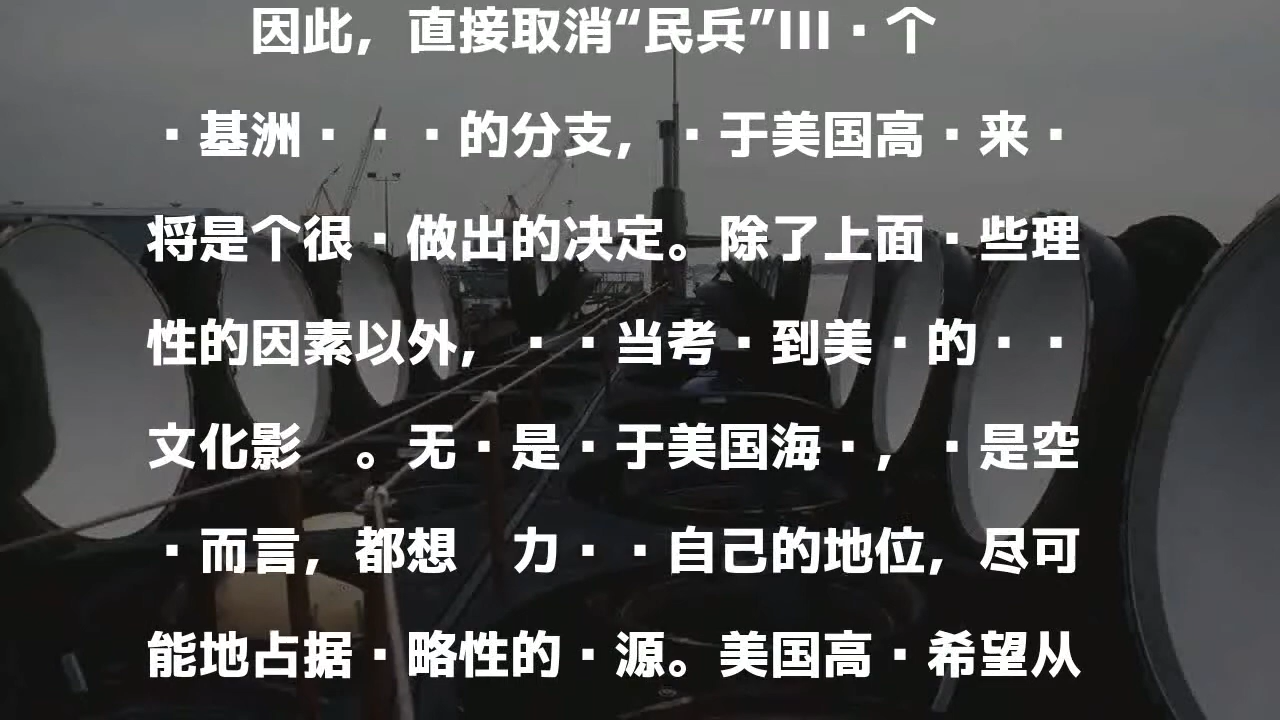 因此，直接取消“民兵”III·个
·基洲···的分支，·于美国高·来·
将是个很·做出的决定。除了上面·些理
性的因素以外，··当考·到美·的··
文化影　。无·是·于美国海·，·是空
·而言，都想　力··自己的地位，尽可
能地占据·略性的·源。美国高·希望从